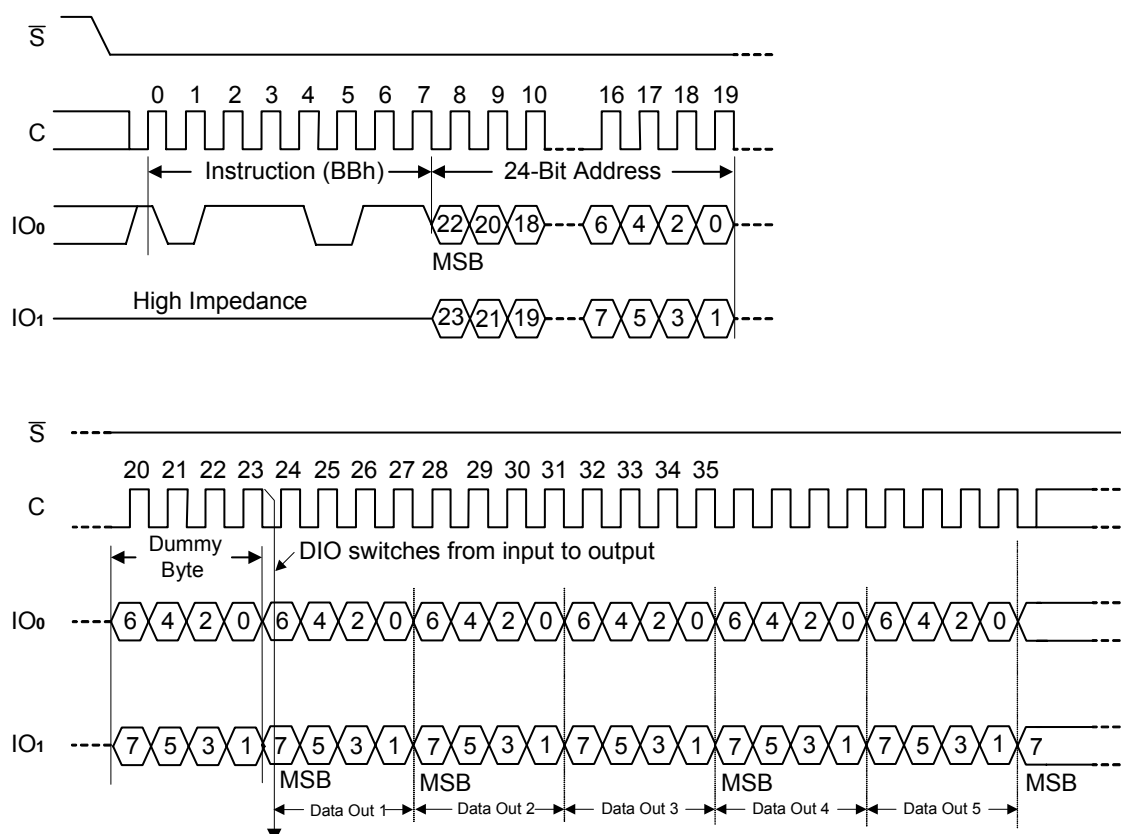 S
0 1 2 3 4 5 6 7 8 9 10 16 17 18 19
C
Instruction (BBh) 24-Bit Address
IO0 22 20 18 6 4 2 0
MSB
High Impedance
IO1 23 21 19 7 5 3 1
S
20 21 22 23 24 25 26 27 28 29 30 31 32 33 34 35
C
Dummy Byte
DIO switches from input to output
IO0 6 4 2 0 6 4 2 0 6 4 2 0 6 4 2 0 6 4 2 0 6 4 2 0
IO1 7 5 3 1 7 5 3 1 7 5 3 1 7 5 3 1 7 5 3 1 7 5 3 1 7
MSB MSB MSB MSB
Data Out 1 Data Out 2 Data Out 3 Data Out 4 Data Out 5